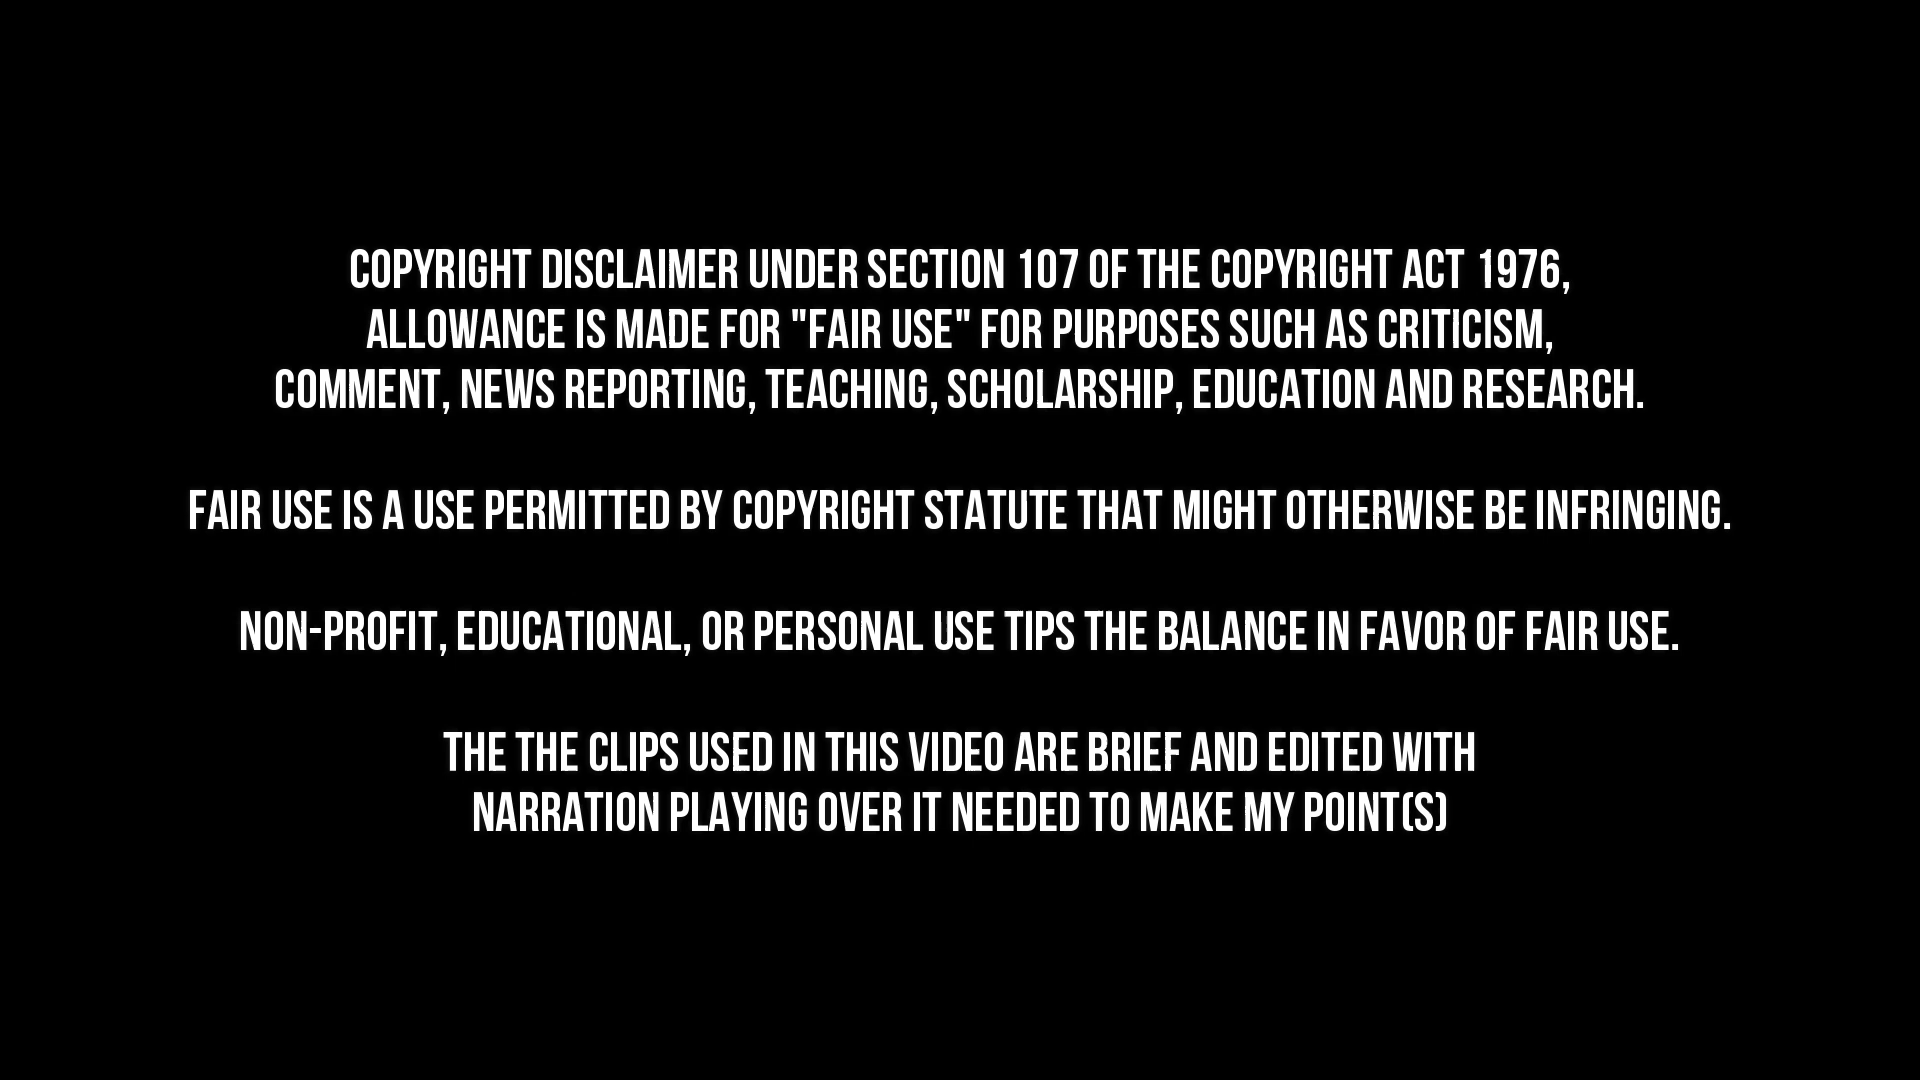 COPYRIGHT DISCLAIMER UNDER SECTION 107 OF THE COPYRIGHT ACT 1976,
ALLOWANCE IS MADE FOR "FAIR USE" FOR PURPOSES SUCH AS CRITICISM,
COMMENT, NEWS REPORTING, TEACHING, SCHOLARSHIP, EDUCATION AND RESEARCH.
FAIR USE IS A USE PERMITTED BY COPYRIGHT STATUTE THAT MIGHT OTHERWISE BE INFRINGING.
NON-PROFIT, EDUCATIONAL, OR PERSONAL USE TIPS THE BALANCE IN FAVOR OF FAIR USE.
THE THE CLIPS USED IN THIS VIDEO ARE BRIEF AND EDITED WITH
NARRATION PLAYING OVER IT NEEDED TO MAKE MY POINT(S)